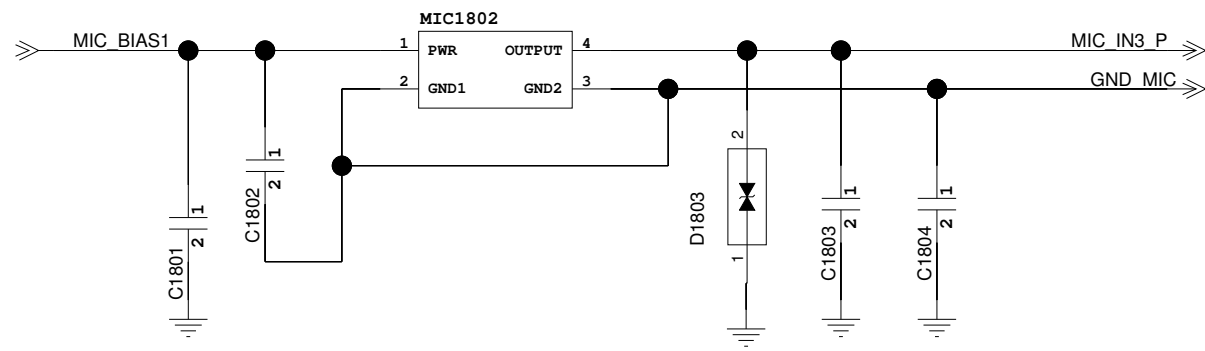 MIC1802
MIC_BIAS1
1 PWR OUTPUT 4
MIC_IN3_P
2 GND1 GND2 3
GND_MIC
C1801 1 2
C1802 1 2
D1803 2 1
C1803 1 2
C1804 1 2